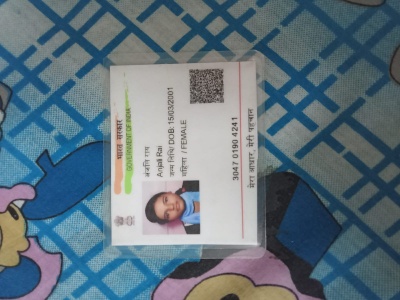 भारत सरकार
GOVERNMENT OF INDIA
अंजलि राय
Anjali Rai
जन्म तिथि/ DOB: 15/03/2001
महिला / FEMALE
3047 0190 4241
मेरा आधार, मेरी पहचान